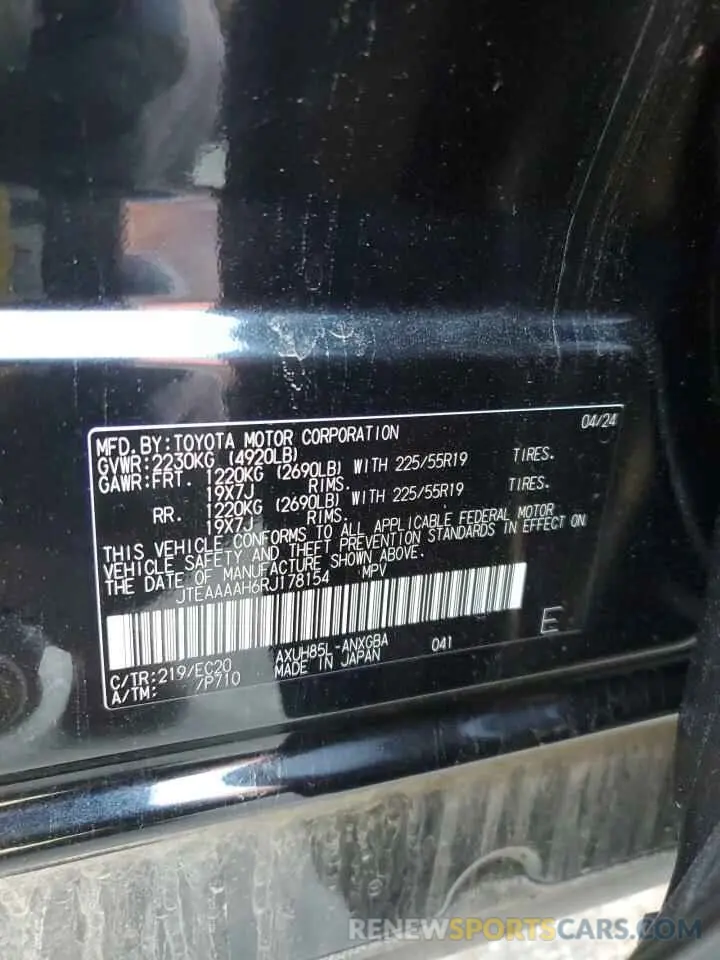 04/24
MFD.BY:TOYOTA MOTOR CORPORATION
GVWR:2230KG (4920LB)
GAWR:FRT. 1220KG (2690LB) WITH 225/55R19 TIRES.
19X7J RIMS.
RR. 1220KG (2690LB) WITH 225/55R19 TIRES.
19X7J RIMS.
THIS VEHICLE CONFORMS TO ALL APPLICABLE FEDERAL MOTOR
VEHICLE SAFETY AND THEFT PREVENTION STANDARDS IN EFFECT ON
THE DATE OF MANUFACTURE SHOWN ABOVE.
JTEAAAAH6RJ178154 MPV
E
C/TR:219/EC20 AXUH85L-ANXGBA 041
A/TM: /P710 MADE IN JAPAN
RENEWSPORTSCARS.COM